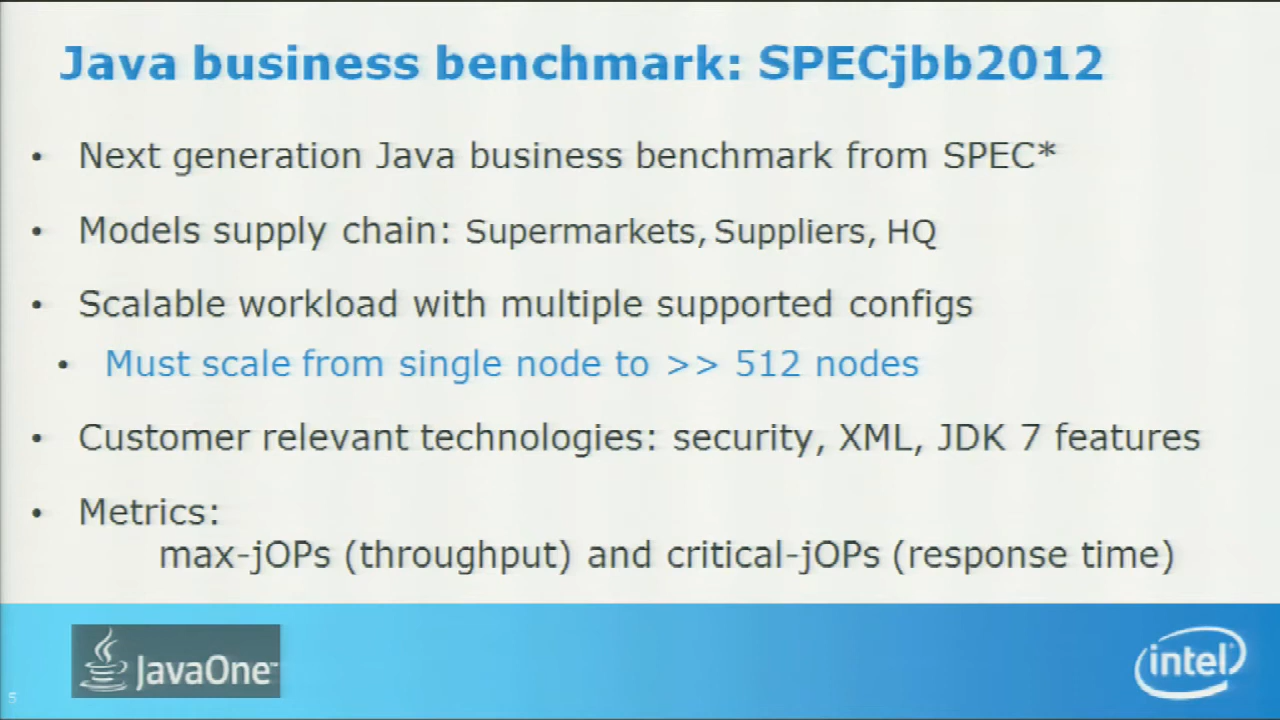 Java business benchmark: SPECjbb2012
• Next generation Java business benchmark from SPEC*
• Models supply chain: Supermarkets, Suppliers, HQ
• Scalable workload with multiple supported configs
• Must scale from single node to >> 512 nodes
• Customer relevant technologies: security, XML, JDK 7 features
• Metrics:
max-jOPs (throughput) and critical-jOPs (response time)
5
JavaOne™
intel